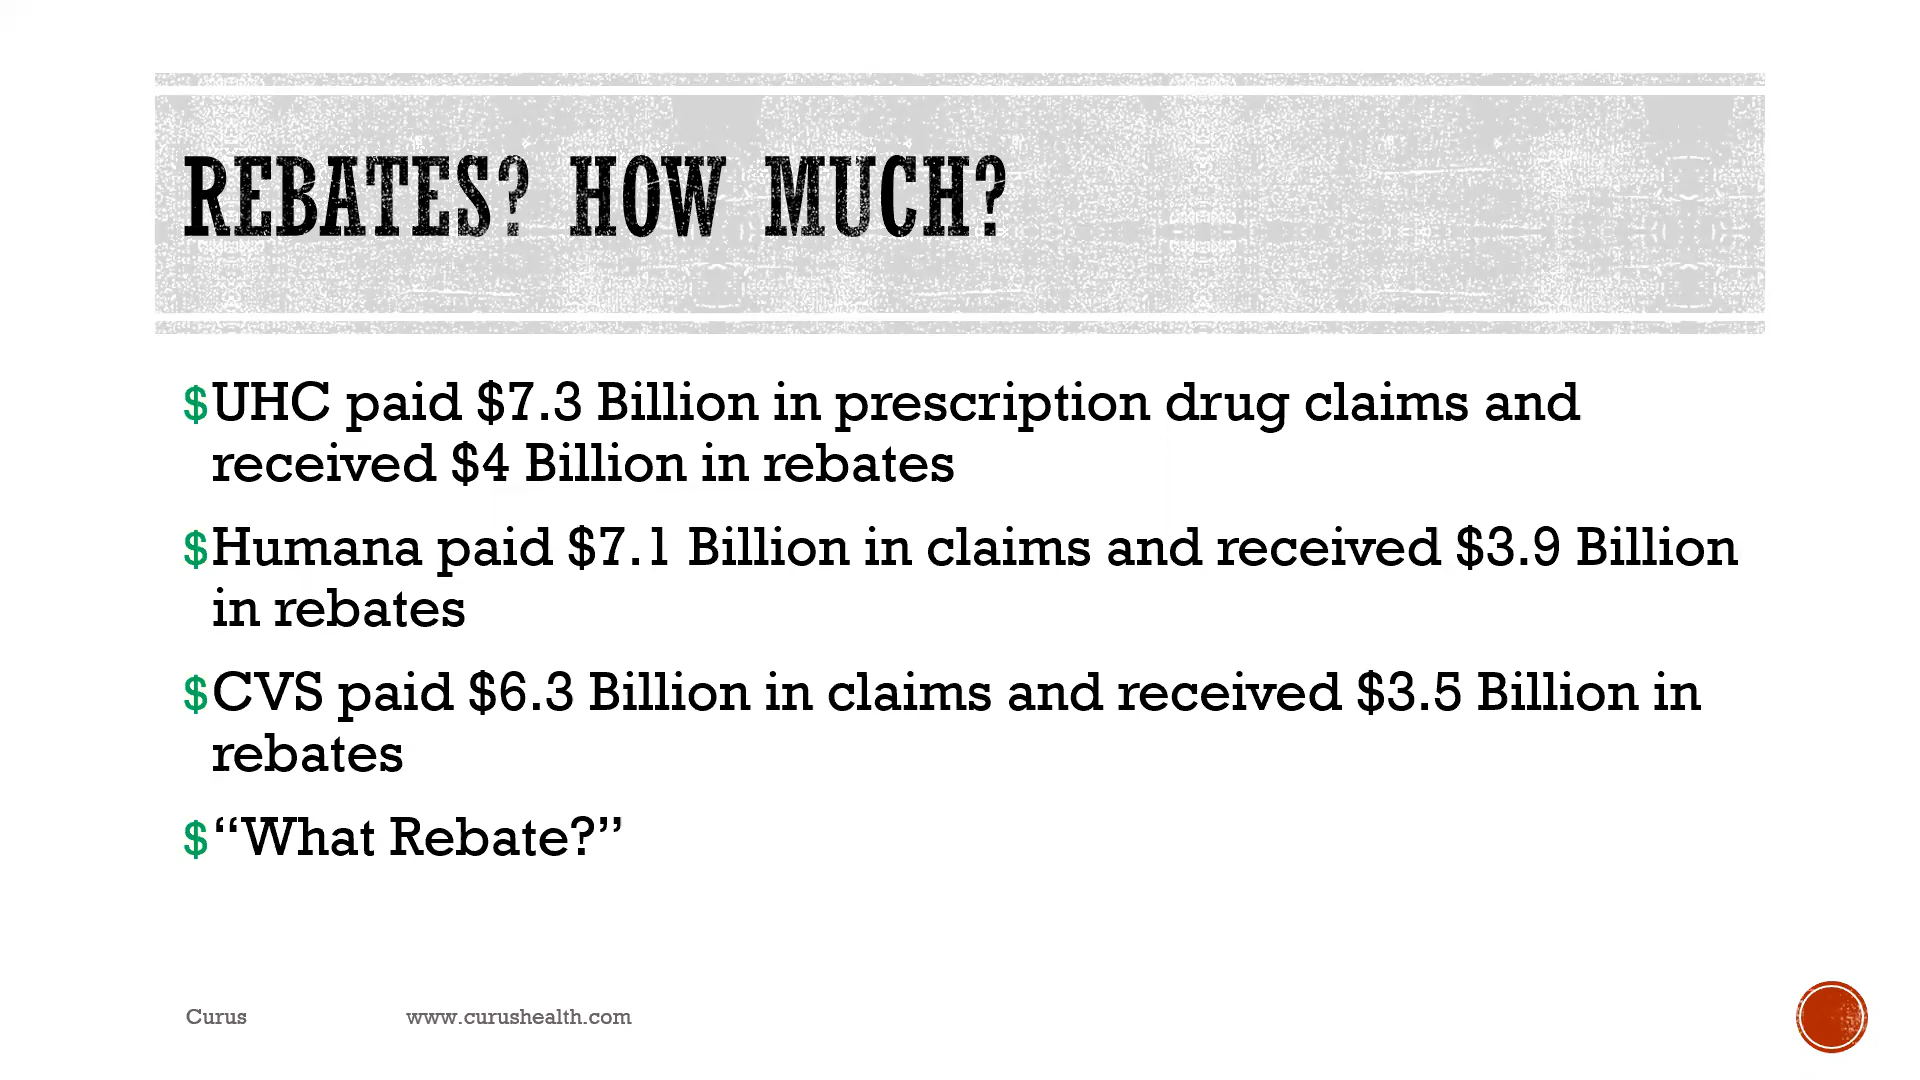 REBATES? HOW MUCH?
$UHC paid $7.3 Billion in prescription drug claims and
received $4 Billion in rebates
$Humana paid $7.1 Billion in claims and received $3.9 Billion
in rebates
$CVS paid $6.3 Billion in claims and received $3.5 Billion in
rebates
$“What Rebate?”
Curus www.curushealth.com